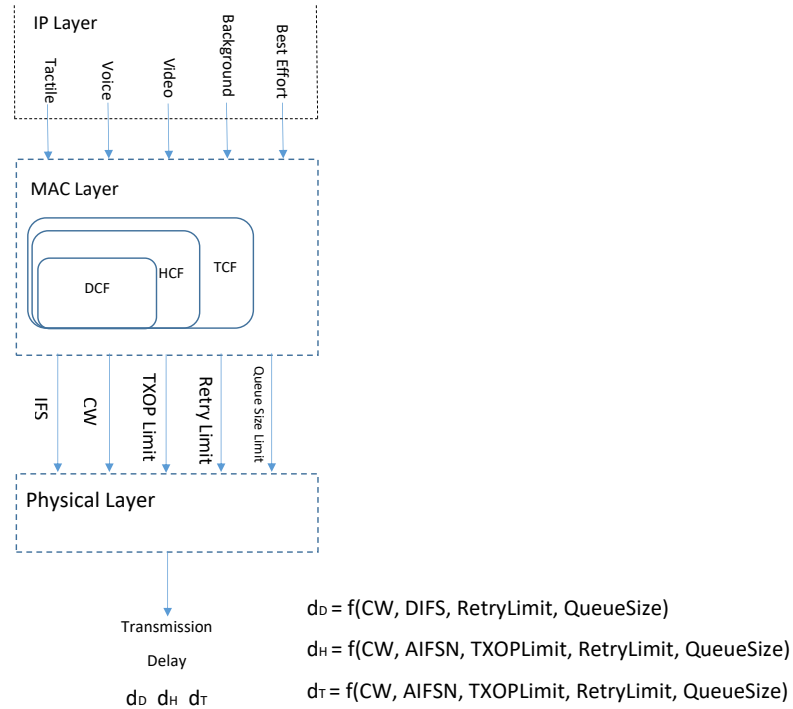 IP Layer
Tactile
Voice
Video
Background
Best Effort
MAC Layer
DCF
HCF
TCF
IFS
CW
TXOP Limit
Retry Limit
Queue Size Limit
Physical Layer
Transmission
Delay
dD dH dT
dD = f(CW, DIFS, RetryLimit, QueueSize)
dH = f(CW, AIFSN, TXOPLimit, RetryLimit, QueueSize)
dT = f(CW, AIFSN, TXOPLimit, RetryLimit, QueueSize)